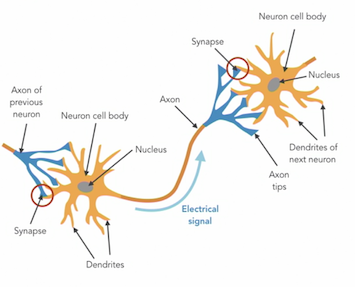 Neuron cell body
Synapse
Nucleus
Axon of
previous
neuron
Neuron cell body
Axon
Nucleus
Dendrites of
next neuron
Axon
tips
Electrical
signal
Synapse
Dendrites